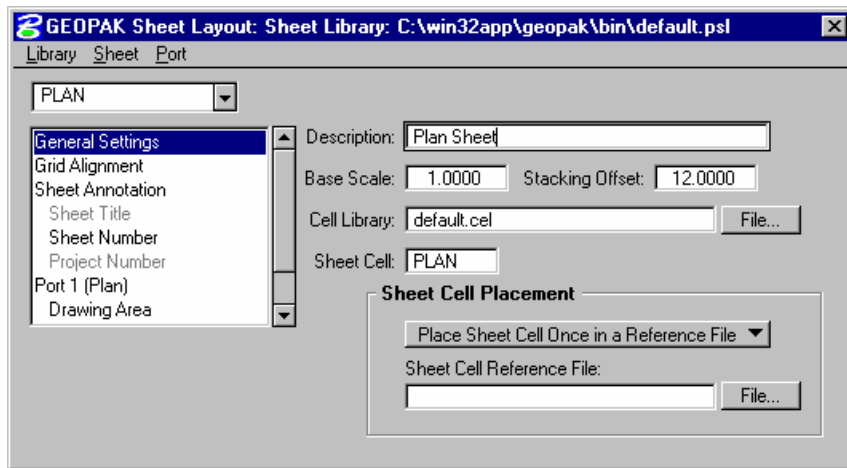 GEOPAK Sheet Layout: Sheet Library: C:\win32app\geopak\bin\default.psl
Library Sheet Port
PLAN
General Settings
Grid Alignment
Sheet Annotation
Sheet Title
Sheet Number
Project Number
Port 1 (Plan)
Drawing Area
Description: Plan Sheet
Base Scale: 1.0000 Stacking Offset: 12.0000
Cell Library: default.cel File...
Sheet Cell: PLAN
Sheet Cell Placement
Place Sheet Cell Once in a Reference File
Sheet Cell Reference File:
File...